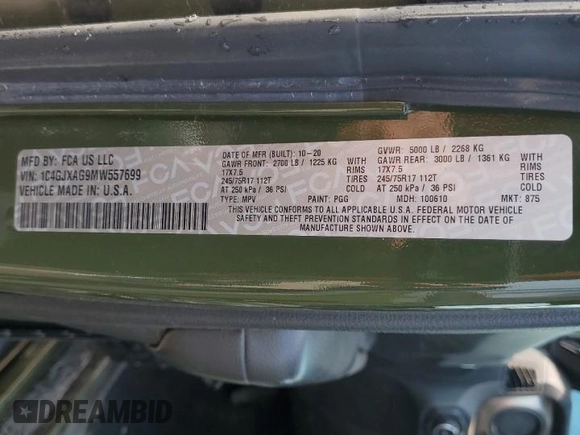 MFD BY: FCA US LLC
VIN: 1C4GJXAG9MW557699
VEHICLE MADE IN U.S.A.
DATE OF MFR (BUILT): 10-20
GAWR FRONT: 2700 LB / 1225 KG WITH
17X7.5 RIMS
245/75R17 112T TIRES
AT 250 kPa / 36 PSI
TYPE: MPV PAINT: PGG
GVWR: 5000 LB / 2268 KG
GAWR REAR: 3000 LB / 1361 KG WITH
17X7.5 RIMS
245/75R17 112T TIRES
AT 250 kPa / 36 PSI
MDH: 100610 MKT: 875
THIS VEHICLE CONFORMS TO ALL APPLICABLE U.S.A. FEDERAL MOTOR VEHICLE
SAFETY AND THEFT PREVENTION STANDARDS IN EFFECT ON THE DATE OF
MANUFACTURE SHOWN ABOVE.
DREAMBID